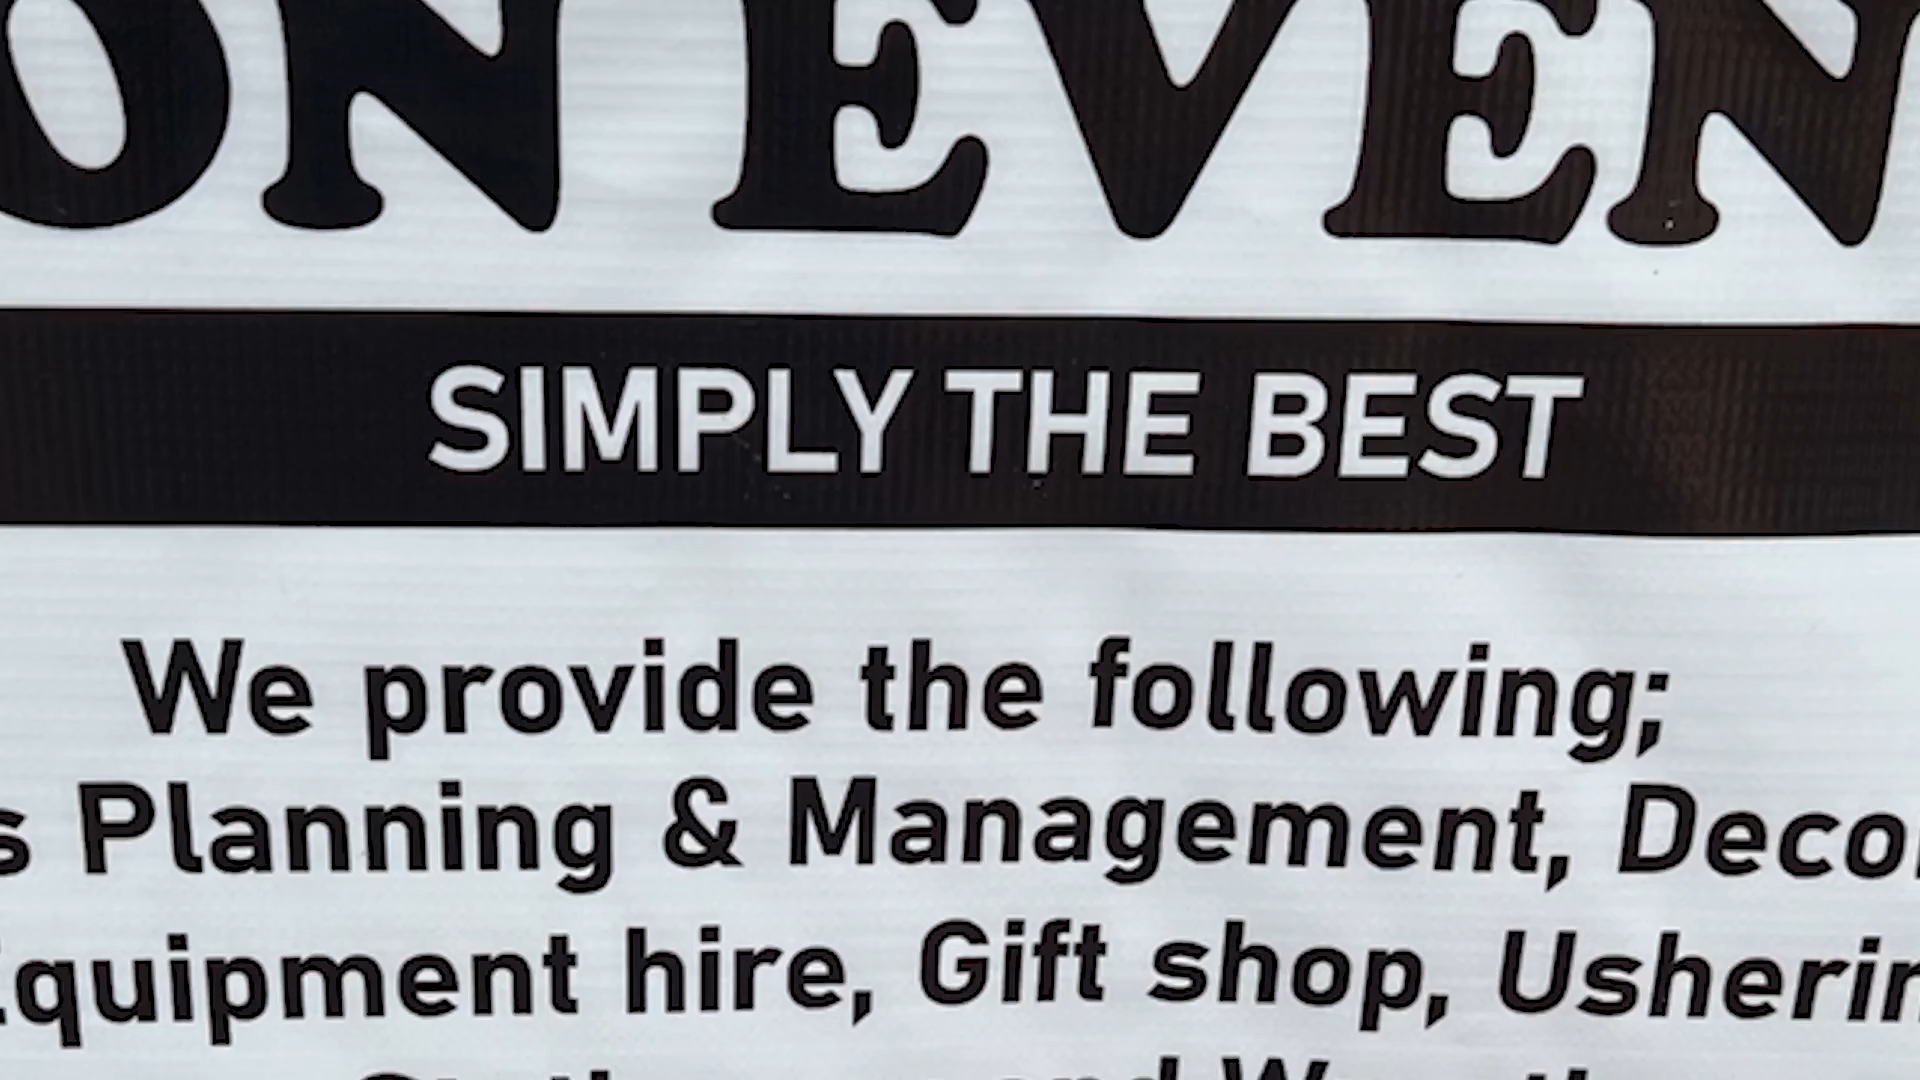 ON EVEN
SIMPLY THE BEST
We provide the following;
s Planning & Management, Deco
quipment hire, Gift shop, Usherin